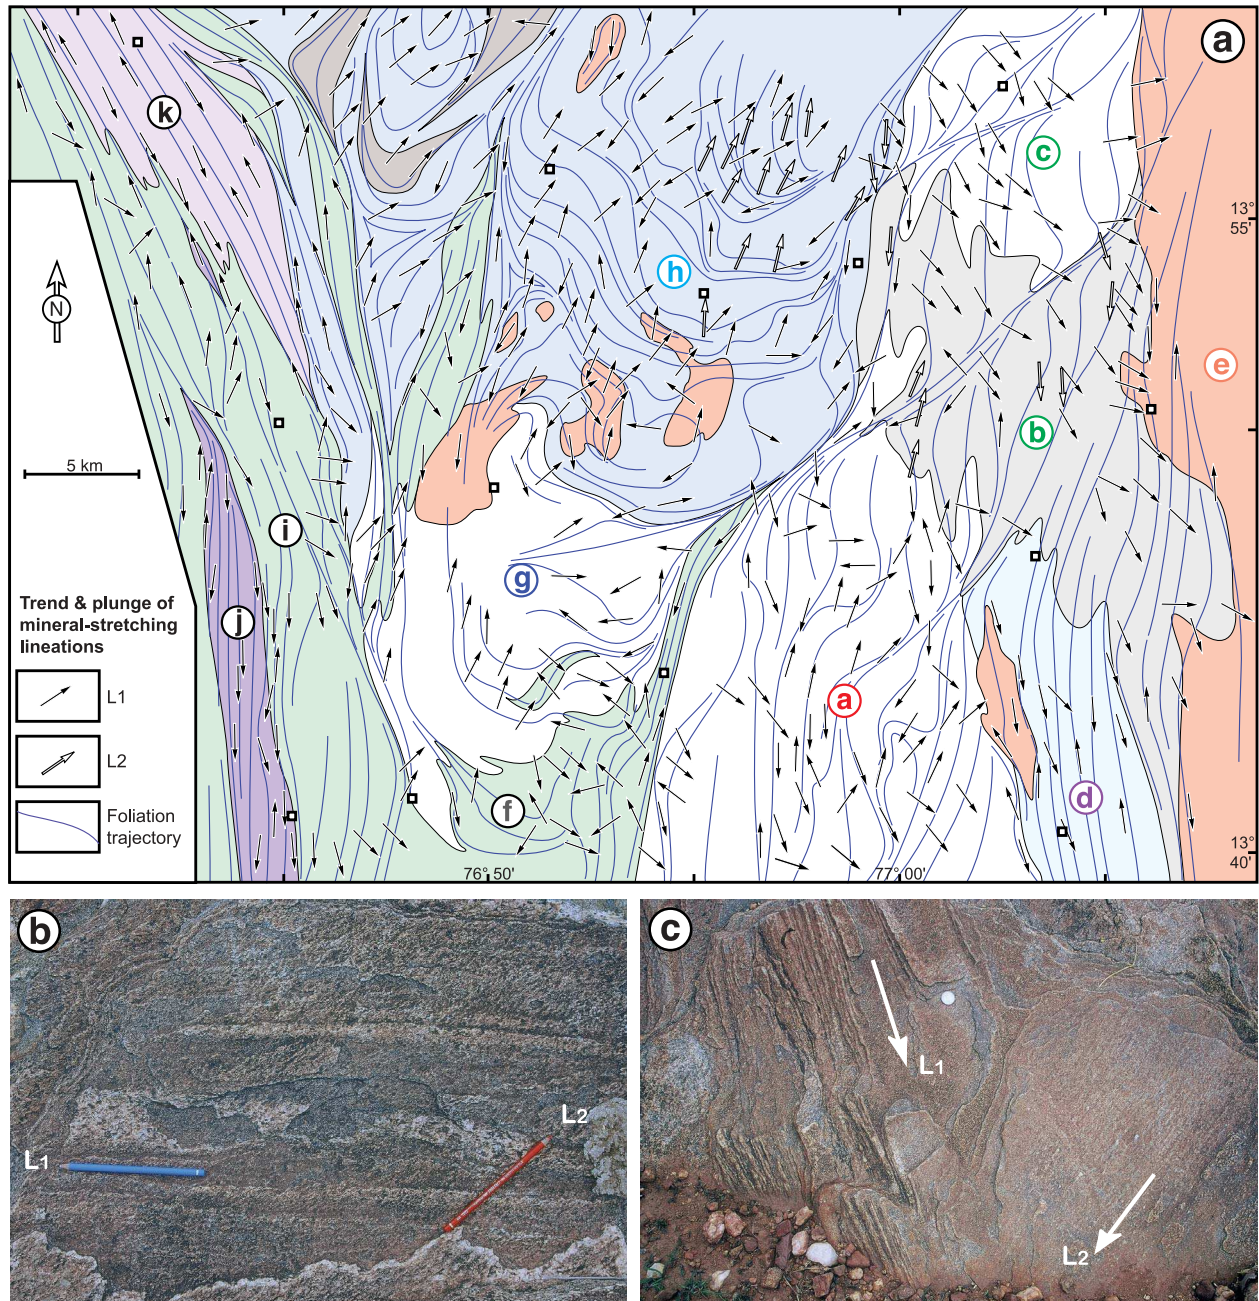 a
k
c
13°
55'
h
N
e
b
5 km
i
g
Trend & plunge of
mineral-stretching
lineations
j
L1
a
L2
d
f
Foliation
trajectory
13°
40'
76° 50'
77° 00'
b
c
L1
L2
L1
L2